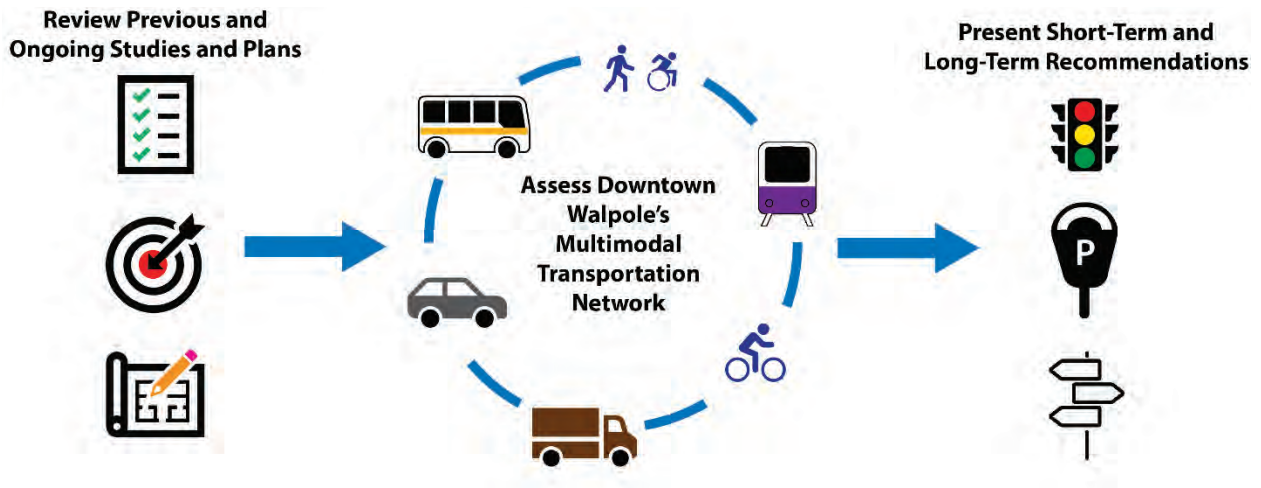 Review Previous and
Ongoing Studies and Plans
Assess Downtown
Walpole's
Multimodal
Transportation
Network
Present Short-Term and
Long-Term Recommendations
P